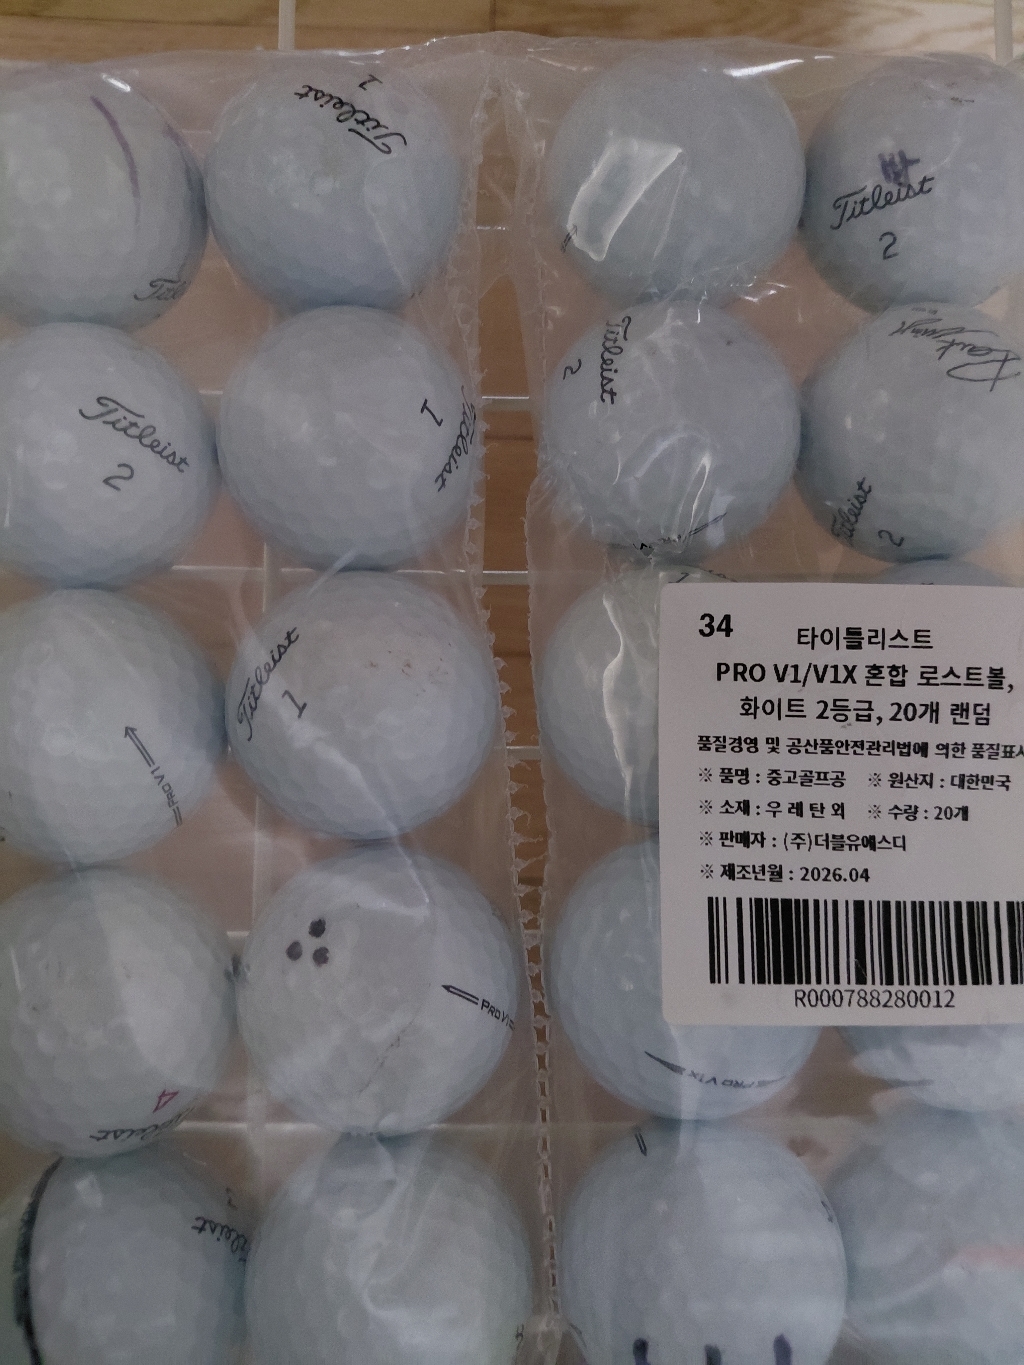 Titleist
1
빵
Titleist
2
Titleist
2
Titleist
2
1
Titleist
Titleist
2
Titleist
1
PRO V1
34
타이틀리스트
PRO V1/V1X 혼합 로스트볼,
화이트 2등급, 20개 랜덤
품질경영 및 공산품안전관리법에 의한 품질표시
※ 품명 : 중고골프공 ※ 원산지 : 대한민국
※ 소재 : 우 레 탄 외 ※ 수량 : 20개
※ 판매자 : (주)더블유에스디
※ 제조년월 : 2026.04
R000788280012
PRO V1
PRO V1X
4